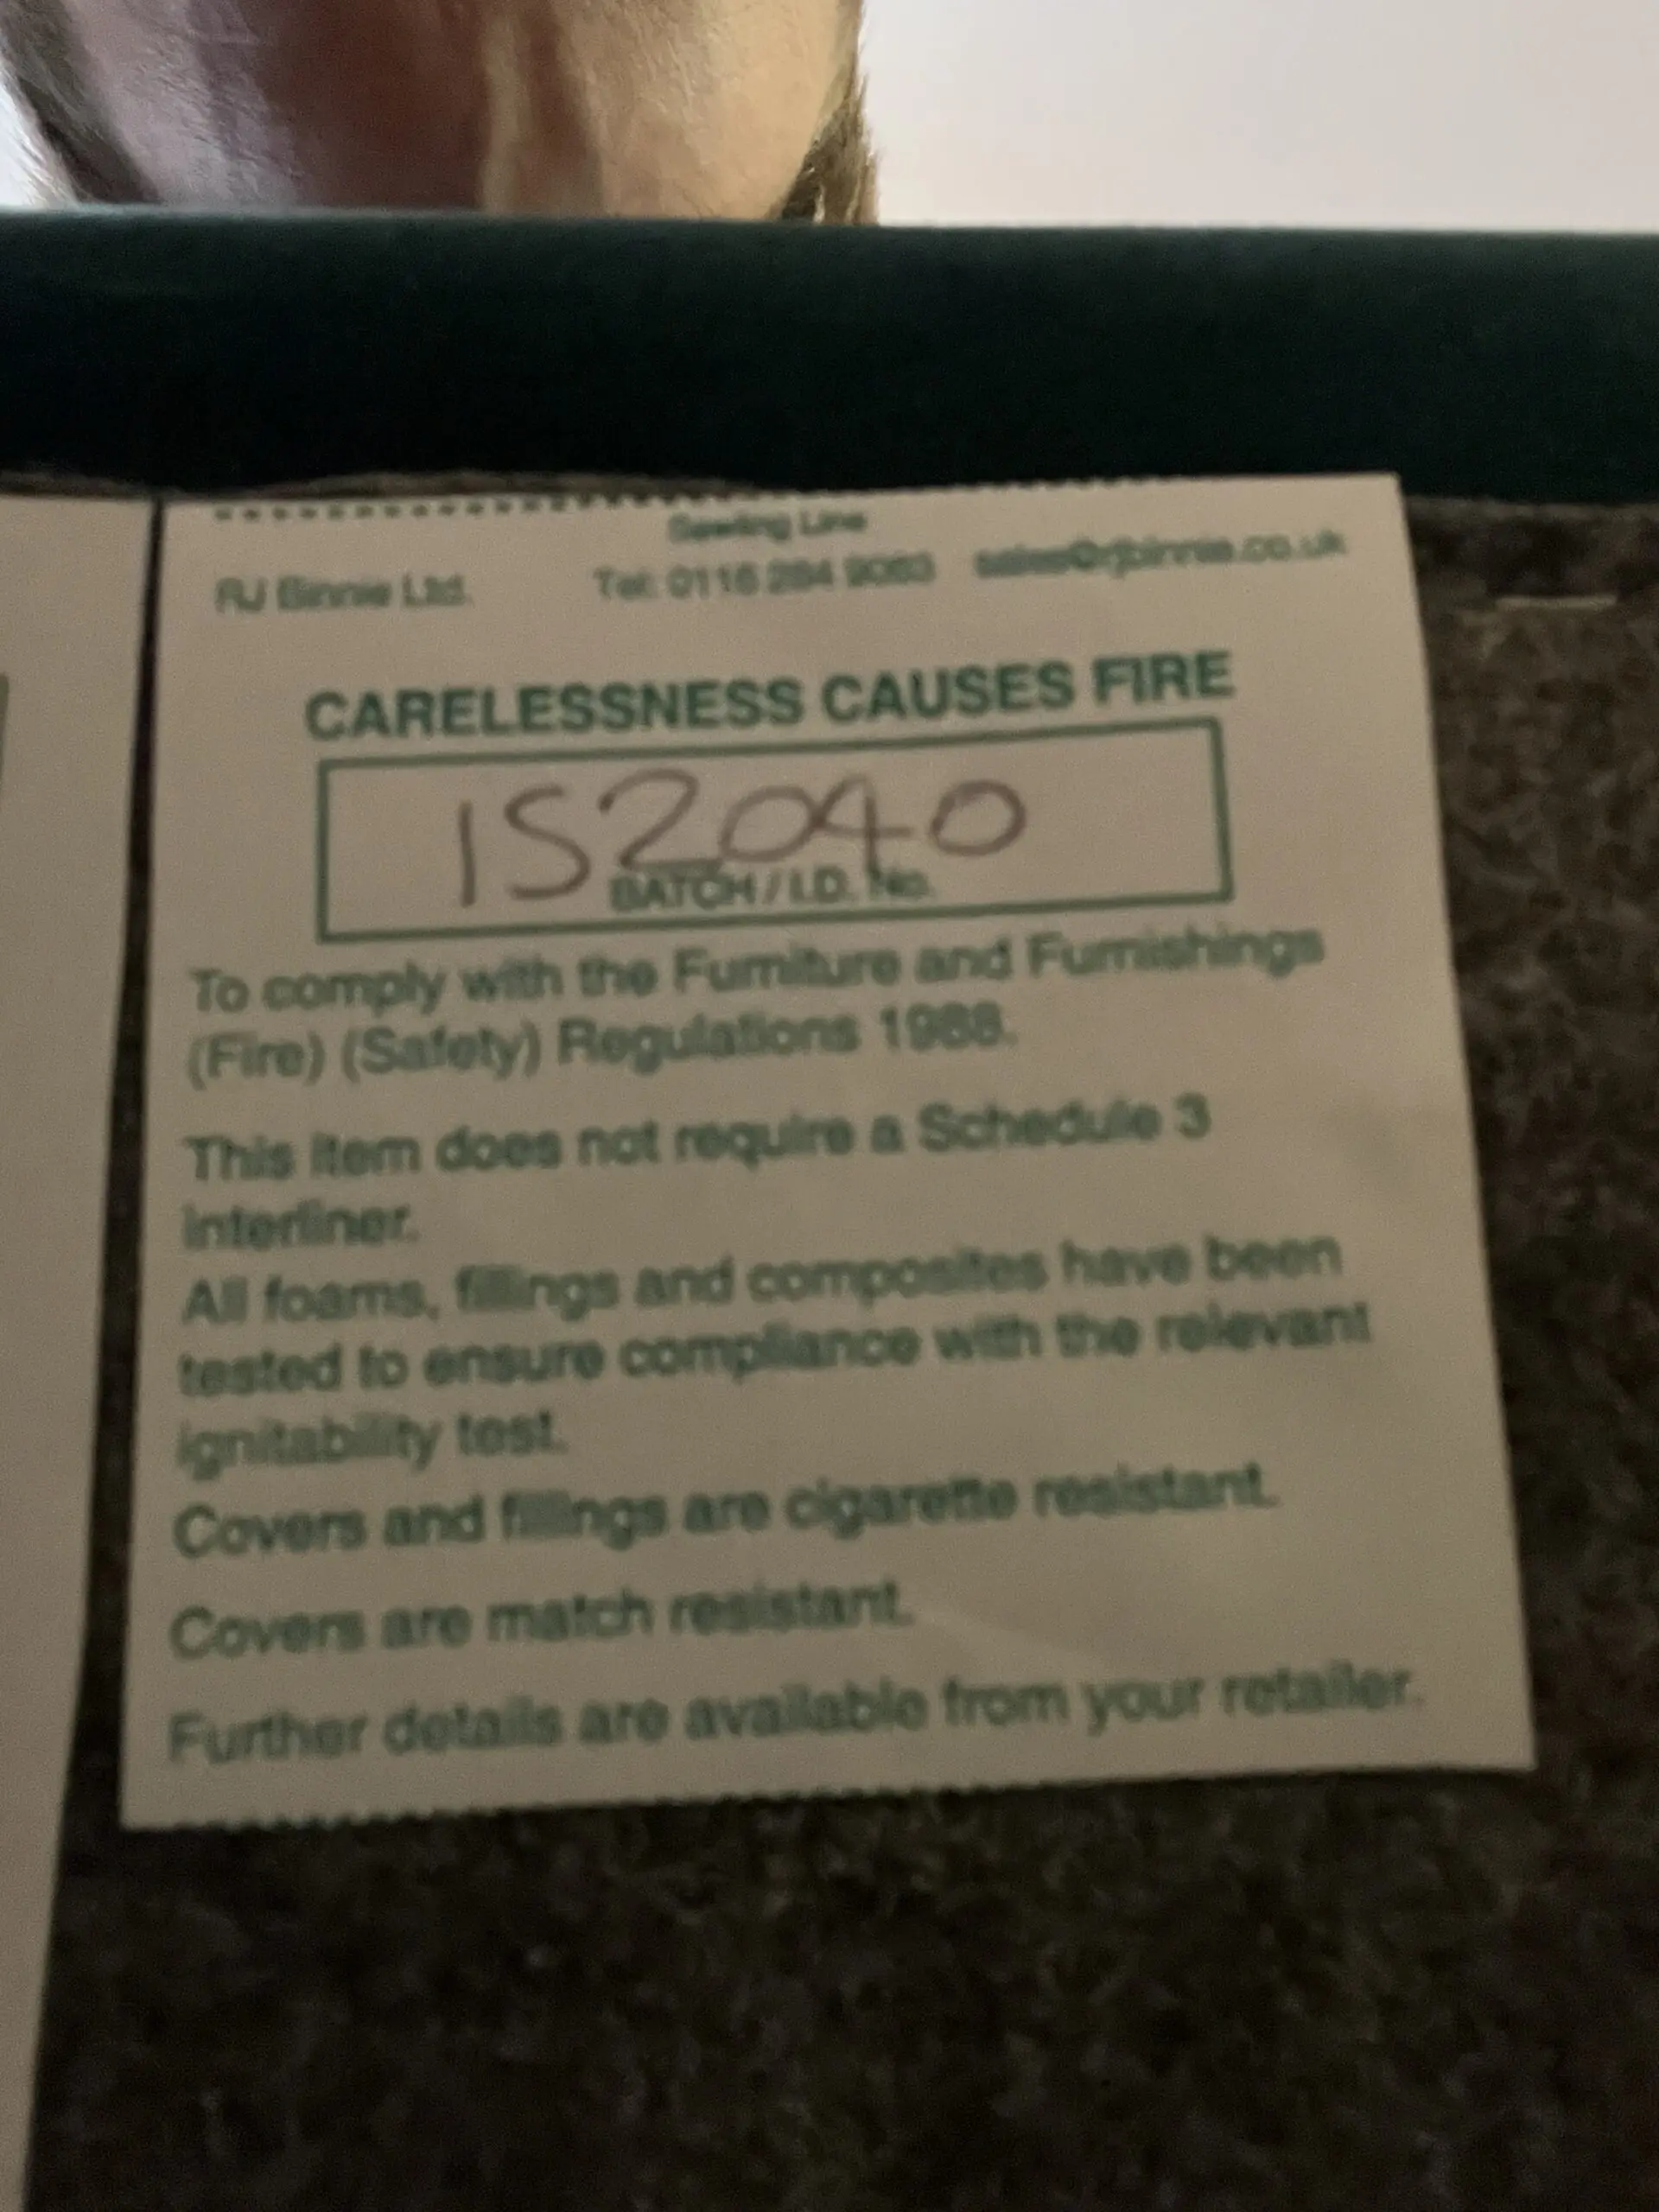 Sewing Line
RJ Binnie Ltd. Tel: 0116 284 9083 sales@rjbinnie.co.uk
CARELESSNESS CAUSES FIRE
IS2040
BATCH / I.D. No.
To comply with the Furniture and Furnishings
(Fire) (Safety) Regulations 1988.
This item does not require a Schedule 3
interliner.
All foams, fillings and composites have been
tested to ensure compliance with the relevant
ignitability test.
Covers and fillings are cigarette resistant.
Covers are match resistant.
Further details are available from your retailer.